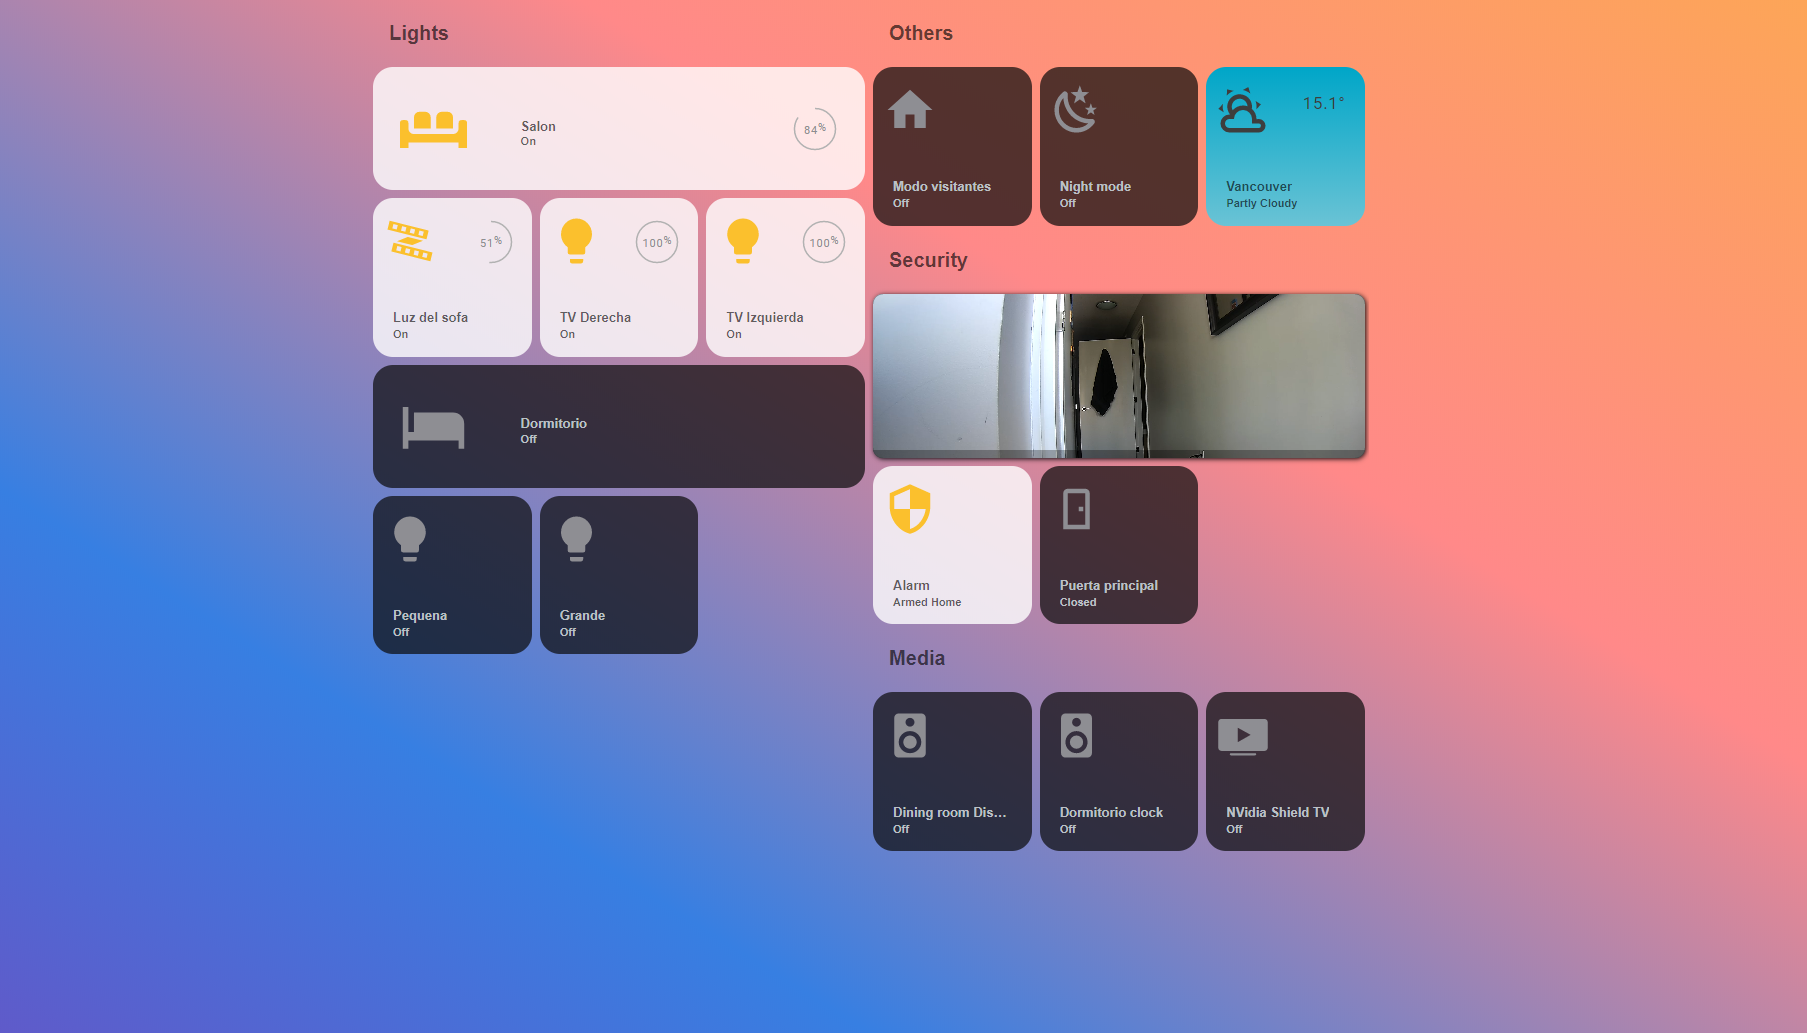 Lights
Salon
On
84%
Luz del sofa
On
51%
TV Derecha
On
100%
TV Izquierda
On
100%
Dormitorio
Off
Pequena
Off
Grande
Off
Others
Modo visitantes
Off
Night mode
Off
15.1°
Vancouver
Partly Cloudy
Security
Alarm
Armed Home
Puerta principal
Closed
Media
Dining room Dis...
Off
Dormitorio clock
Off
NVidia Shield TV
Off